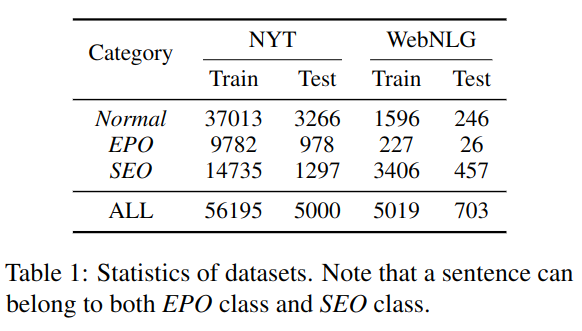 Category NYT WebNLG
Train Test Train Test
Normal 37013 3266 1596 246
EPO 9782 978 227 26
SEO 14735 1297 3406 457
ALL 56195 5000 5019 703
Table 1: Statistics of datasets. Note that a sentence can
belong to both EPO class and SEO class.